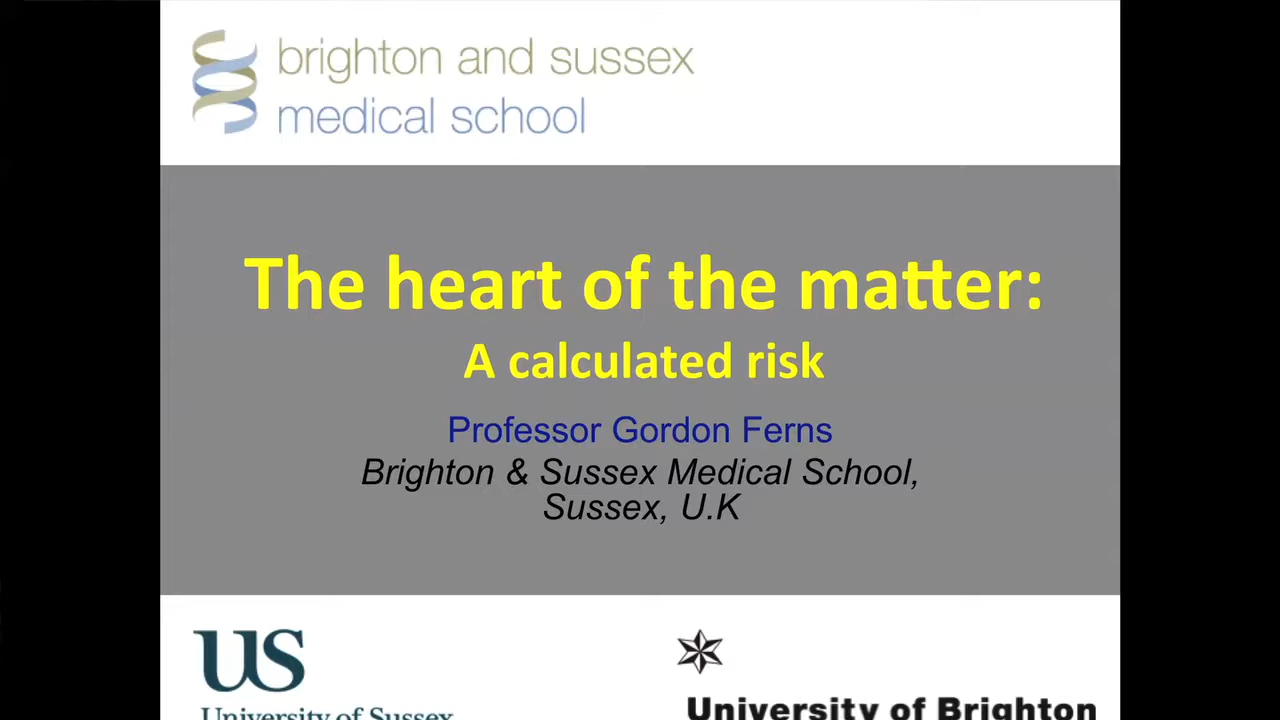 brighton and sussex
medical school
The heart of the matter:
A calculated risk
Professor Gordon Ferns
Brighton & Sussex Medical School,
Sussex, U.K
US
University of Sussex
University of Brighton